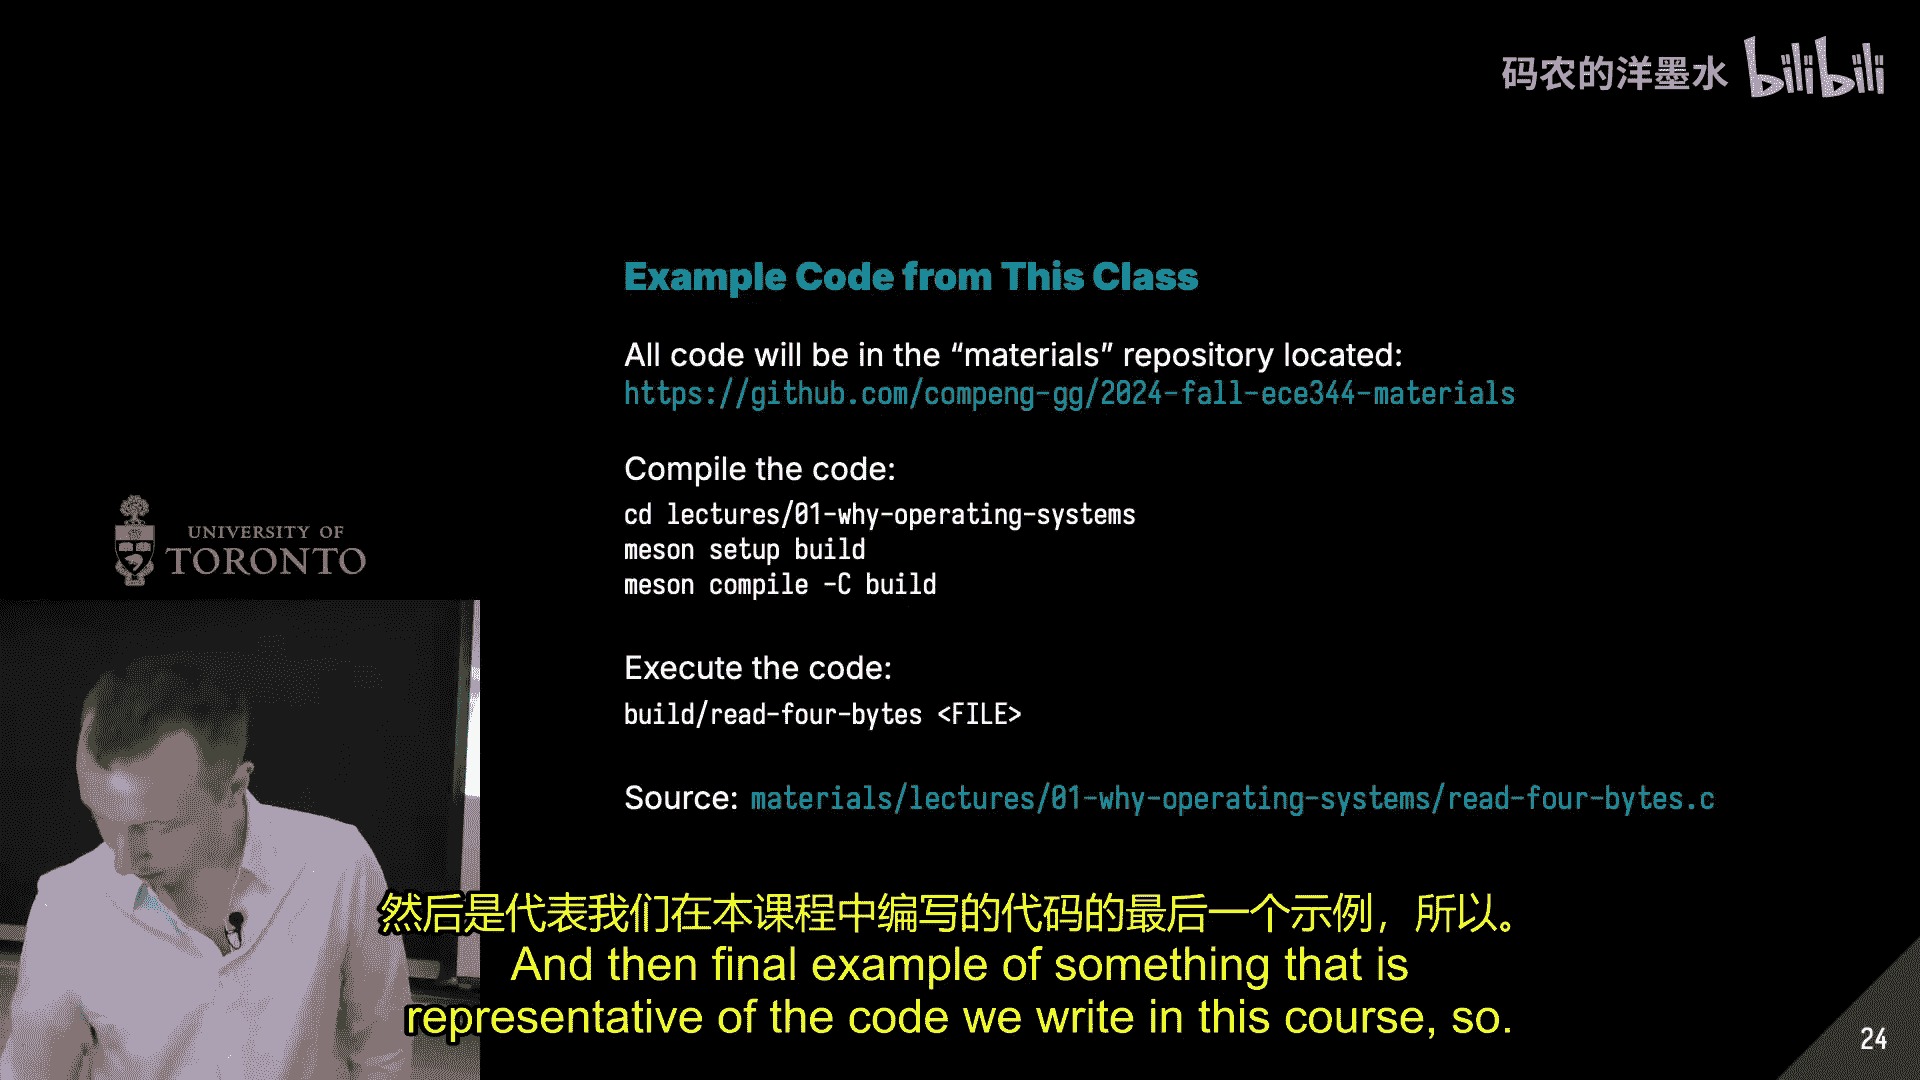 码农的洋墨水 bilibili
Example Code from This Class
All code will be in the “materials” repository located:
https://github.com/compeng-gg/2024-fall-ece344-materials
Compile the code:
cd lectures/01-why-operating-systems
meson setup build
meson compile -C build
UNIVERSITY OF
TORONTO
Execute the code:
build/read-four-bytes <FILE>
Source: materials/lectures/01-why-operating-systems/read-four-bytes.c
然后是代表我们在本课程中编写的代码的最后一个示例，所以。
And then final example of something that is
representative of the code we write in this course, so.
24